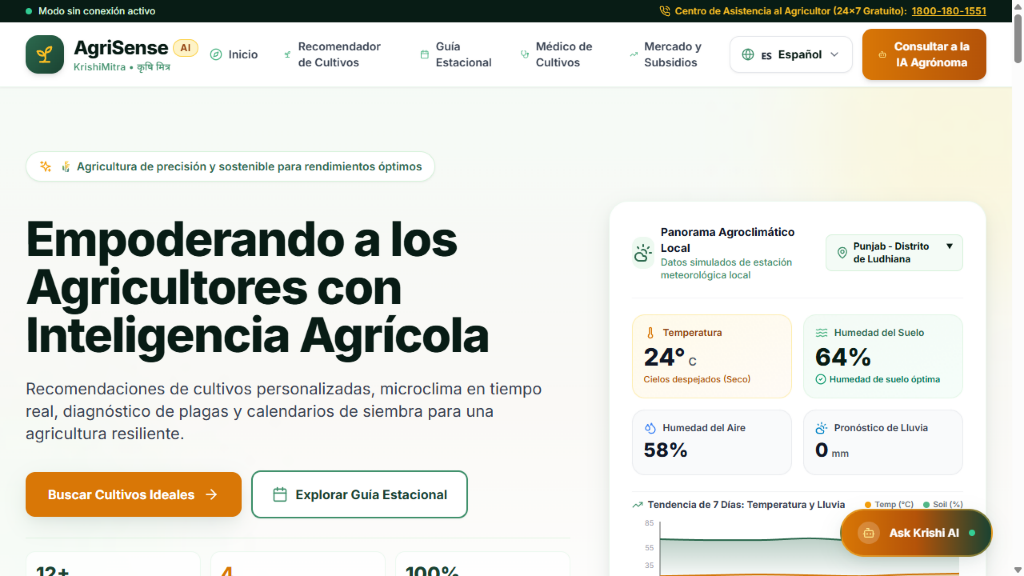 Modo sin conexión activo
Centro de Asistencia al Agricultor (24×7 Gratuito): 1800-180-1551
AgriSense AI
KrishiMitra • कृषि मित्र
Inicio
Recomendador de Cultivos
Guía Estacional
Médico de Cultivos
Mercado y Subsidios
ES Español
Consultar a la IA Agrónoma
Agricultura de precisión y sostenible para rendimientos óptimos
Empoderando a los
Agricultores con
Inteligencia Agrícola
Recomendaciones de cultivos personalizadas, microclima en tiempo
real, diagnóstico de plagas y calendarios de siembra para una
agricultura resiliente.
Buscar Cultivos Ideales
Explorar Guía Estacional
12+
4
100%
Panorama Agroclimático
Local
Datos simulados de estación
meteorológica local
Punjab - Distrito
de Ludhiana
Temperatura
24° C
Cielos despejados (Seco)
Humedad del Suelo
64%
Humedad de suelo óptima
Humedad del Aire
58%
Pronóstico de Lluvia
0 mm
Tendencia de 7 Días: Temperatura y Lluvia
Temp (°C)
Soil (%)
85
55
35
Ask Krishi AI